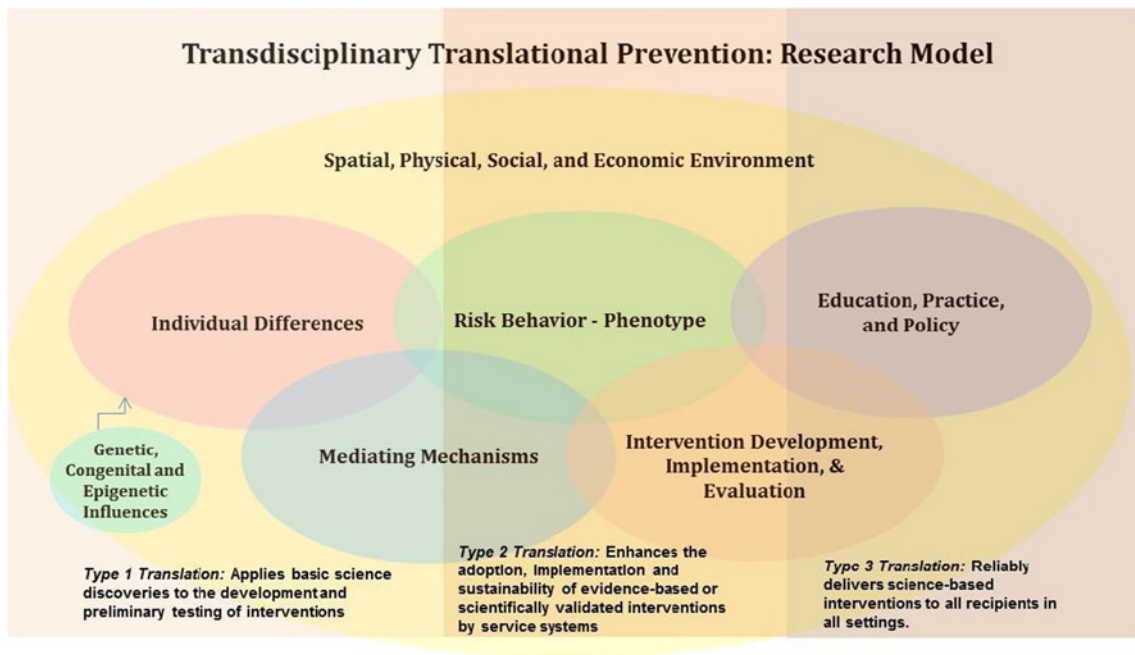 Transdisciplinary Translational Prevention: Research Model
Spatial, Physical, Social, and Economic Environment
Individual Differences
Risk Behavior - Phenotype
Education, Practice,
and Policy
Genetic,
Congenital and
Epigenetic
Influences
Mediating Mechanisms
Intervention Development,
Implementation, &
Evaluation
Type 1 Translation: Applies basic science
discoveries to the development and
preliminary testing of interventions
Type 2 Translation: Enhances the
adoption, implementation and
sustainability of evidence-based or
scientifically validated interventions
by service systems
Type 3 Translation: Reliably
delivers science-based
interventions to all recipients in
all settings.